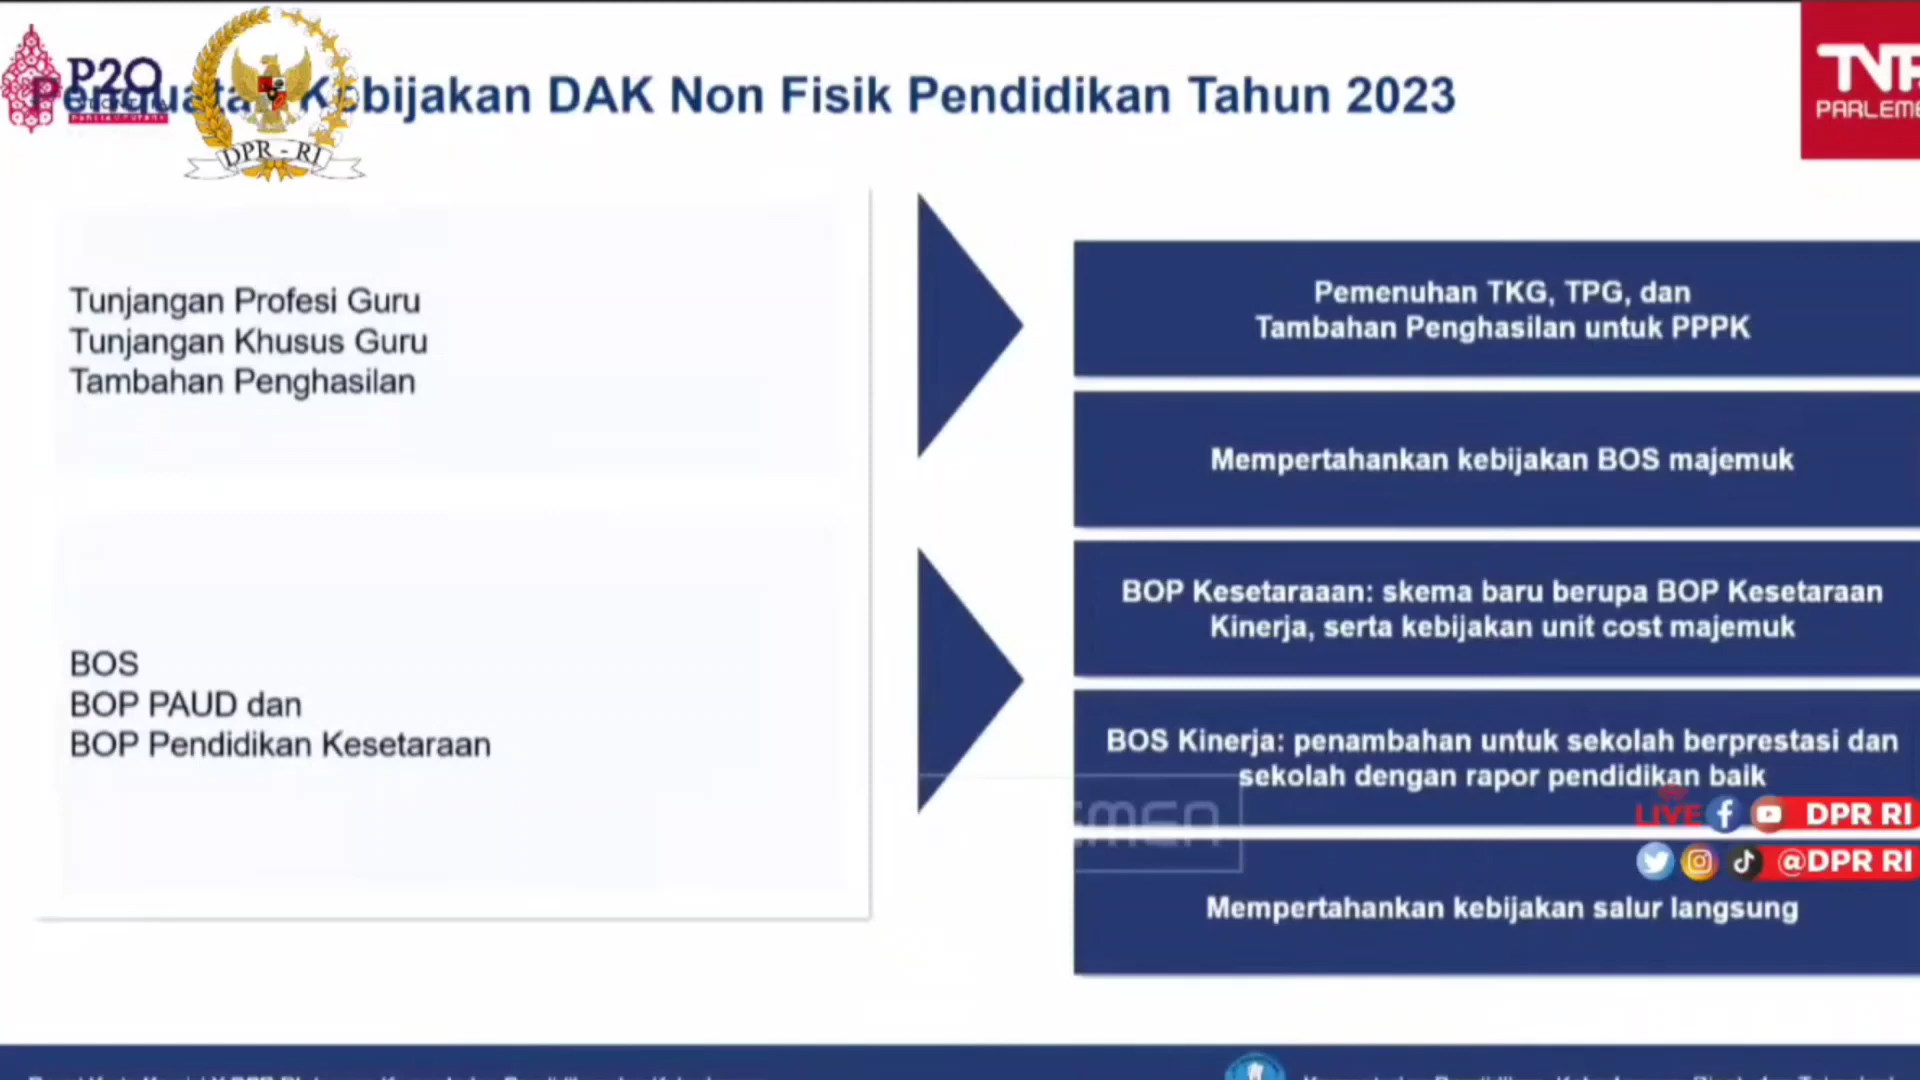 P20
DPR - RI
Penguatan Kebijakan DAK Non Fisik Pendidikan Tahun 2023
PARLEME
Tunjangan Profesi Guru
Tunjangan Khusus Guru
Tambahan Penghasilan
BOS
BOP PAUD dan
BOP Pendidikan Kesetaraan
Pemenuhan TKG, TPG, dan
Tambahan Penghasilan untuk PPPK
Mempertahankan kebijakan BOS majemuk
BOP Kesetaraaan: skema baru berupa BOP Kesetaraan
Kinerja, serta kebijakan unit cost majemuk
BOS Kinerja: penambahan untuk sekolah berprestasi dan
sekolah dengan rapor pendidikan baik
LIVE DPR RI
@DPR RI
Mempertahankan kebijakan salur langsung